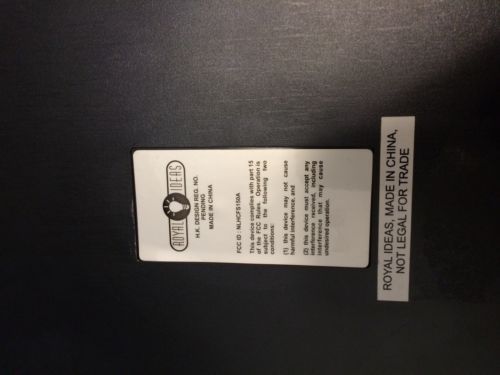 ROYAL IDEAS
H.K. DESIGN REG. NO.
PENDING
MADE IN CHINA
FCC ID : NLHCFS150A
This device complies with part 15
of the FCC Rules. Operation is
subject to the following two
conditions:
(1) this device may not cause
harmful interference, and
(2) this device must accept any
interference received, including
interference that may cause
undesired operation.
ROYAL IDEAS, MADE IN CHINA,
NOT LEGAL FOR TRADE